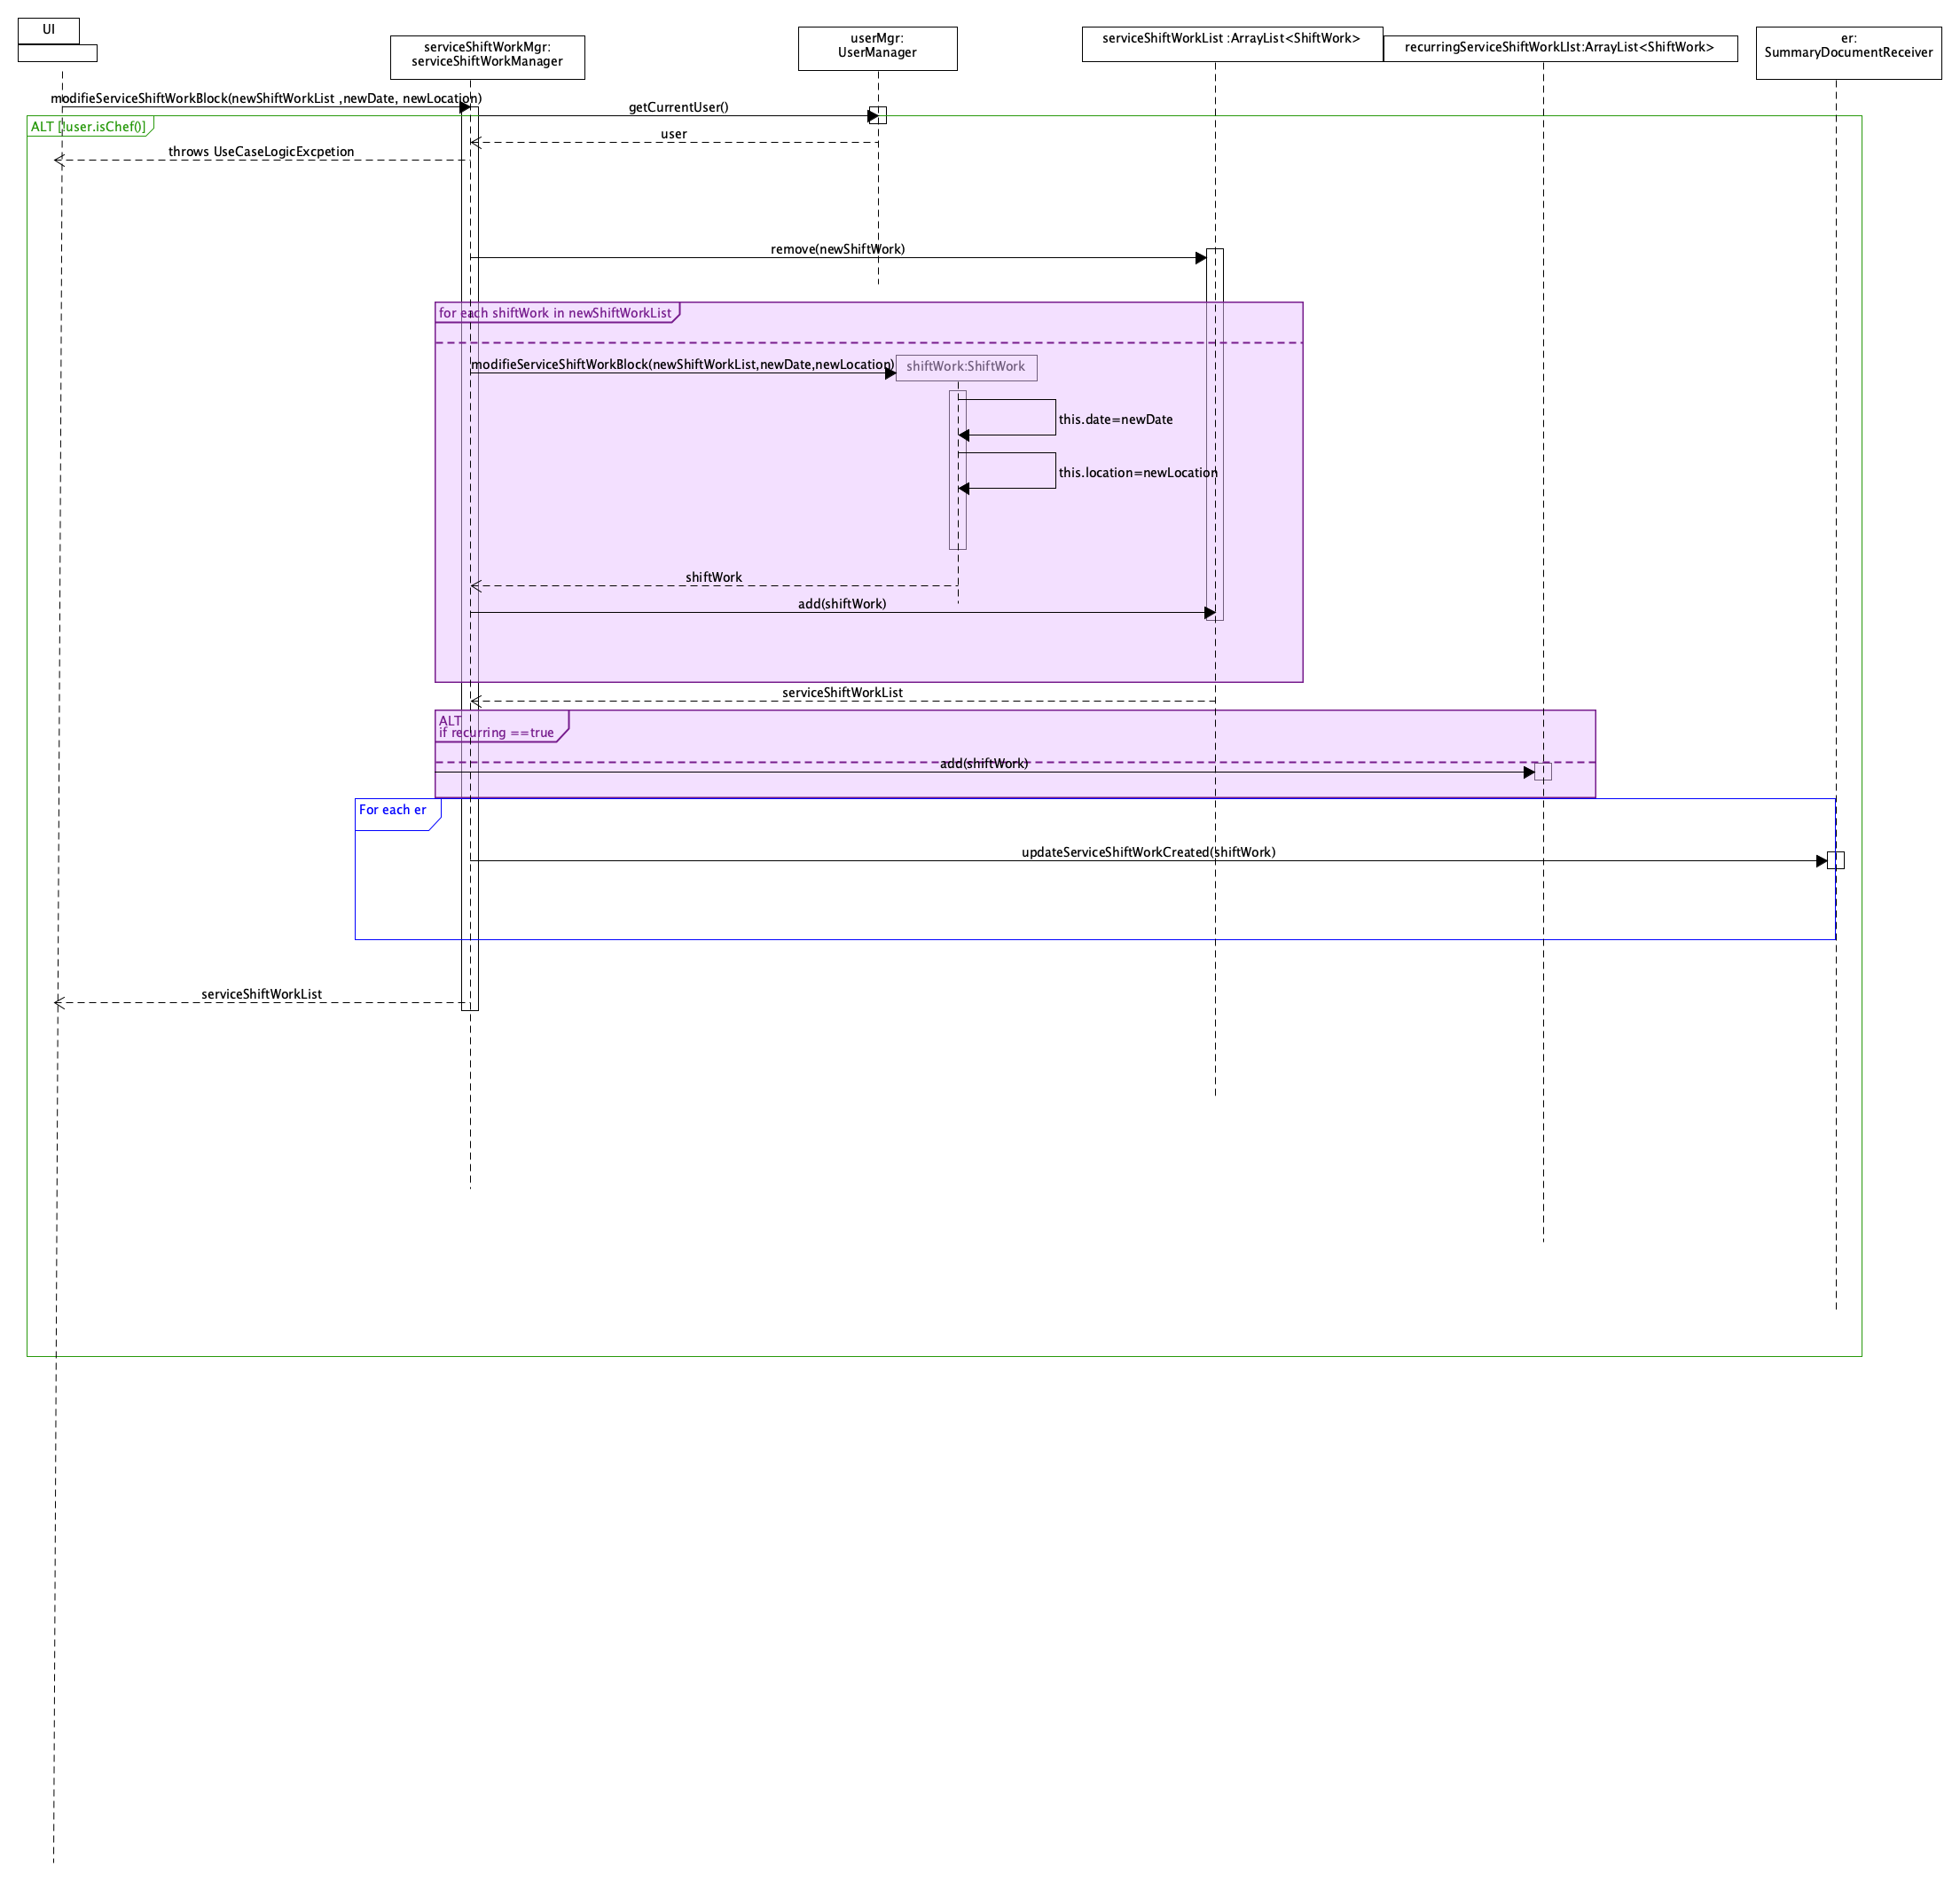 UI
serviceShiftWorkMgr:
serviceShiftWorkManager
userMgr:
UserManager
serviceShiftWorkList :ArrayList<ShiftWork>
recurringServiceShiftWorkLIst:ArrayList<ShiftWork>
er:
SummaryDocumentReceiver
modifieServiceShiftWorkBlock(newShiftWorkList ,newDate, newLocation)
getCurrentUser()
ALT [!user.isChef()]
user
throws UseCaseLogicExcpetion
remove(newShiftWork)
for each shiftWork in newShiftWorkList
modifieServiceShiftWorkBlock(newShiftWorkList,newDate,newLocation)
shiftWork:ShiftWork
this.date=newDate
this.location=newLocation
shiftWork
add(shiftWork)
serviceShiftWorkList
ALT
if recurring ==true
add(shiftWork)
For each er
updateServiceShiftWorkCreated(shiftWork)
serviceShiftWorkList